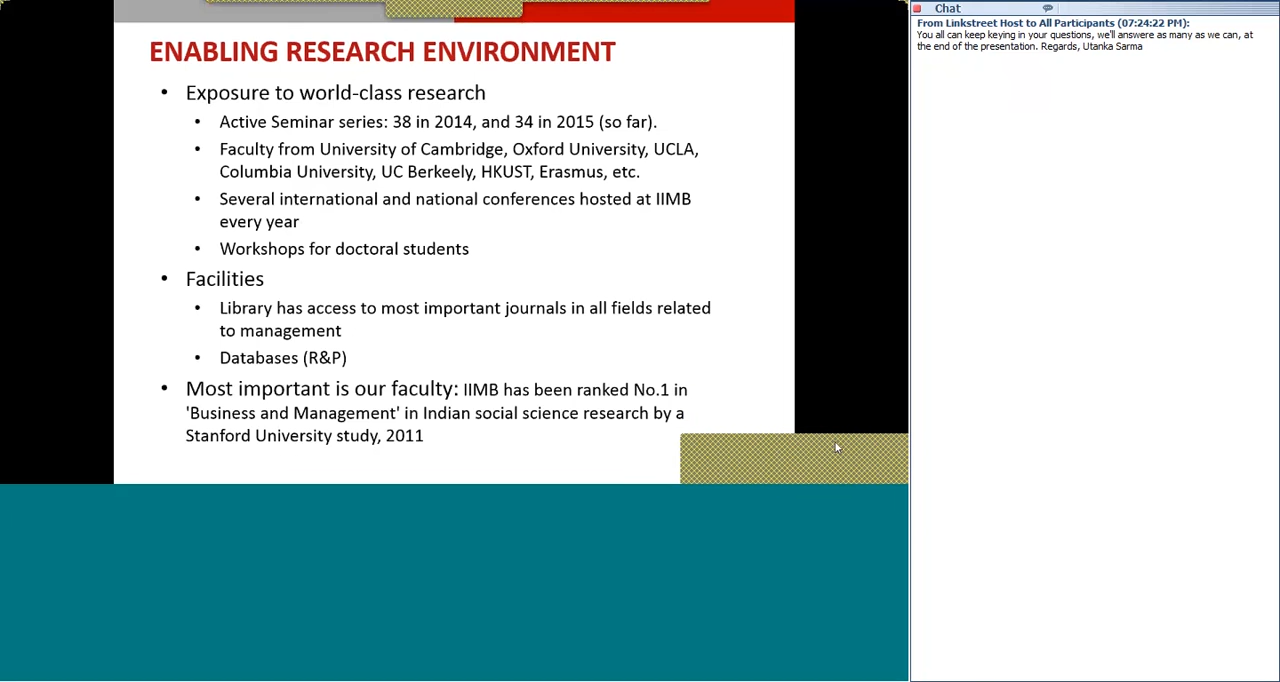 ENABLING RESEARCH ENVIRONMENT
• Exposure to world-class research
• Active Seminar series: 38 in 2014, and 34 in 2015 (so far).
• Faculty from University of Cambridge, Oxford University, UCLA,
Columbia University, UC Berkeely, HKUST, Erasmus, etc.
• Several international and national conferences hosted at IIMB
every year
• Workshops for doctoral students
• Facilities
• Library has access to most important journals in all fields related
to management
• Databases (R&P)
• Most important is our faculty: IIMB has been ranked No.1 in
'Business and Management' in Indian social science research by a
Stanford University study, 2011
Chat
From Linkstreet Host to All Participants (07:24:22 PM):
You all can keep keying in your questions, we'll answere as many as we can, at
the end of the presentation. Regards, Utanka Sarma